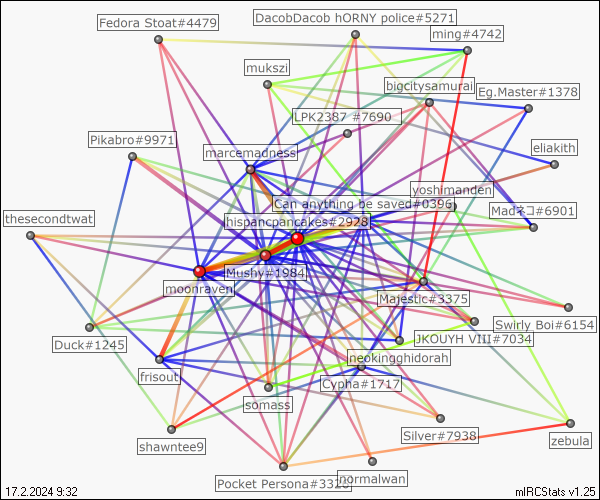 DacobDacob hORNY police#5271
Fedora Stoat#4479
ming#4742
mukszi
bigcitysamurai
Eg.Master#1378
LPK2387 #7690
Pikabro#9971
eliakith
marcemadness
yoshimanden
Can anything be saved#0396
Madネコ#6901
thesecondtwat
hispancpancakes#2928
Mushy#1984
moonraven
Majestic#3375
Swirly Boi#6154
JKOUYH VIII#7034
Duck#1245
neokingghidorah
frisout
Cypha#1717
somass
Silver#7938
zebula
shawntee9
normalwan
Pocket Persona#3320
17.2.2024 9:32
mIRCStats v1.25